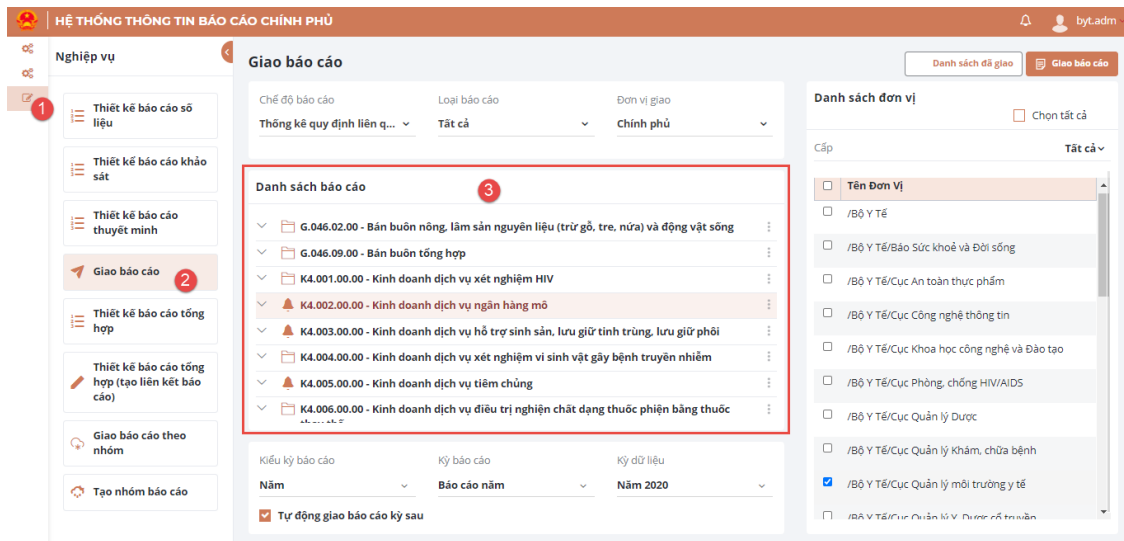 HỆ THỐNG THÔNG TIN BÁO CÁO CHÍNH PHỦ
byt.adm
Nghiệp vụ
1
Thiết kế báo cáo số
liệu
Thiết kế báo cáo khảo
sát
Thiết kế báo cáo
thuyết minh
Giao báo cáo
2
Thiết kế báo cáo tổng
hợp
Thiết kế báo cáo tổng
hợp (tạo liên kết báo
cáo)
Giao báo cáo theo
nhóm
Tạo nhóm báo cáo
Giao báo cáo
Danh sách đã giao
Giao báo cáo
Chế độ báo cáo
Loại báo cáo
Đơn vị giao
Thống kê quy định liên q...
Tất cả
Chính phủ
Danh sách báo cáo
3
G.046.02.00 - Bán buôn nông, lâm sản nguyên liệu (trừ gỗ, tre, nứa) và động vật sống
G.046.09.00 - Bán buôn tổng hợp
K4.001.00.00 - Kinh doanh dịch vụ xét nghiệm HIV
K4.002.00.00 - Kinh doanh dịch vụ ngân hàng mô
K4.003.00.00 - Kinh doanh dịch vụ hỗ trợ sinh sản, lưu giữ tinh trùng, lưu giữ phôi
K4.004.00.00 - Kinh doanh dịch vụ xét nghiệm vi sinh vật gây bệnh truyền nhiễm
K4.005.00.00 - Kinh doanh dịch vụ tiêm chủng
K4.006.00.00 - Kinh doanh dịch vụ điều trị nghiện chất dạng thuốc phiện bằng thuốc
thay thế
Kiểu kỳ báo cáo
Kỳ báo cáo
Kỳ dữ liệu
Năm
Báo cáo năm
Năm 2020
Tự động giao báo cáo kỳ sau
Danh sách đơn vị
Chọn tất cả
Cấp
Tất cả
Tên Đơn Vị
/Bộ Y Tế
/Bộ Y Tế/Báo Sức khoẻ và Đời sống
/Bộ Y Tế/Cục An toàn thực phẩm
/Bộ Y Tế/Cục Công nghệ thông tin
/Bộ Y Tế/Cục Khoa học công nghệ và Đào tạo
/Bộ Y Tế/Cục Phòng, chống HIV/AIDS
/Bộ Y Tế/Cục Quản lý Dược
/Bộ Y Tế/Cục Quản lý Khám, chữa bệnh
/Bộ Y Tế/Cục Quản lý môi trường y tế
/Bộ Y Tế/Cục Quản lý Y, Dược cổ truyền